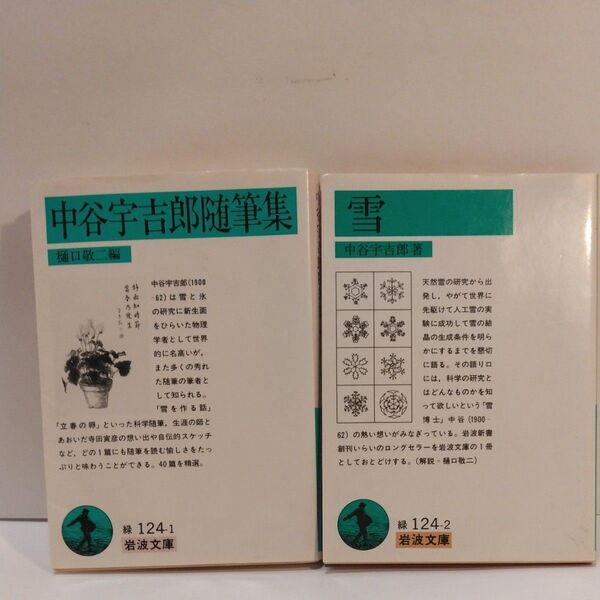 中谷宇吉郎随筆集
樋口敬二編
中谷宇吉郎(1900
-62)は雪と氷
の研究に新生面
をひらいた物理
学者として世界
的に名高いが,
また多くの秀れ
た随筆の筆者と
して知られる.
「雪を作る話」
「立春の卵」といった科学随筆, 生涯の師と
あおいだ寺田寅彦の想い出や自伝的スケッチ
など, どの1篇にも随筆を読む愉しさをたっ
ぷりと味わうことができる. 40篇を精選.
緑 124-1
岩波文庫
雪
中谷宇吉郎著
天然雪の研究から出
発し, やがて世界に
先駆けて人工雪の実
験に成功して雪の結
晶の生成条件を明ら
かにするまでを懇切
に語る. その語り口
には, 科学の研究と
はどんなものかを知
って欲しいという「雪
博士」中谷(1900-
62)の熱い想いがみなぎっている. 岩波新書
創刊いらいのロングセラーを岩波文庫の1冊
としておとどけする. (解説-樋口敬二)
緑 124-2
岩波文庫